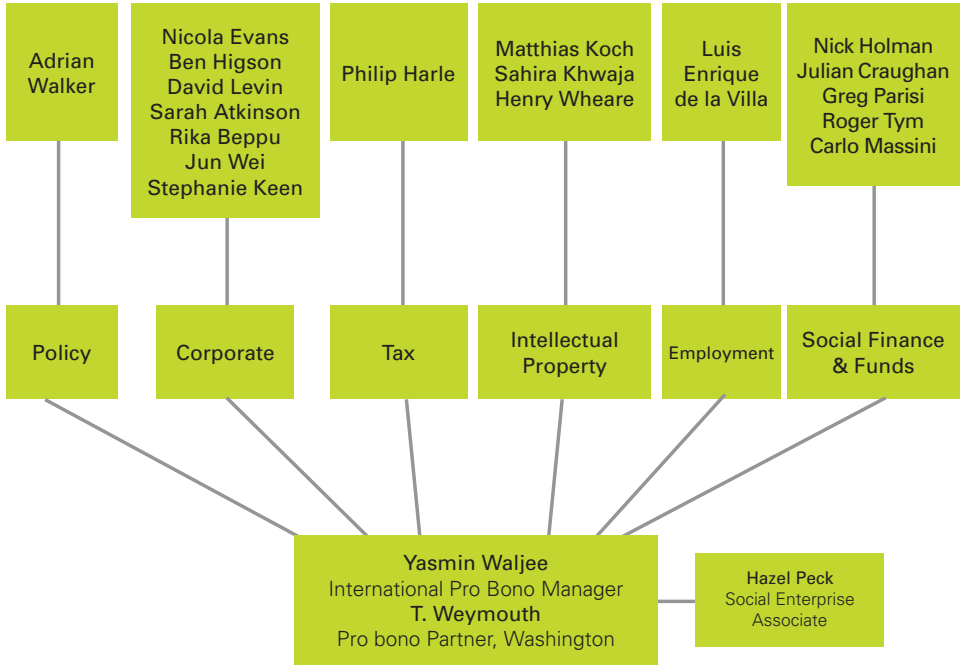 Adrian
Walker
Nicola Evans
Ben Higson
David Levin
Sarah Atkinson
Rika Beppu
Jun Wei
Stephanie Keen
Philip Harle
Matthias Koch
Sahira Khwaja
Henry Wheare
Luis
Enrique
de la Villa
Nick Holman
Julian Craughan
Greg Parisi
Roger Tym
Carlo Massini
Policy
Corporate
Tax
Intellectual
Property
Employment
Social Finance
& Funds
Yasmin Waljee
International Pro Bono Manager
T. Weymouth
Pro bono Partner, Washington
Hazel Peck
Social Enterprise
Associate